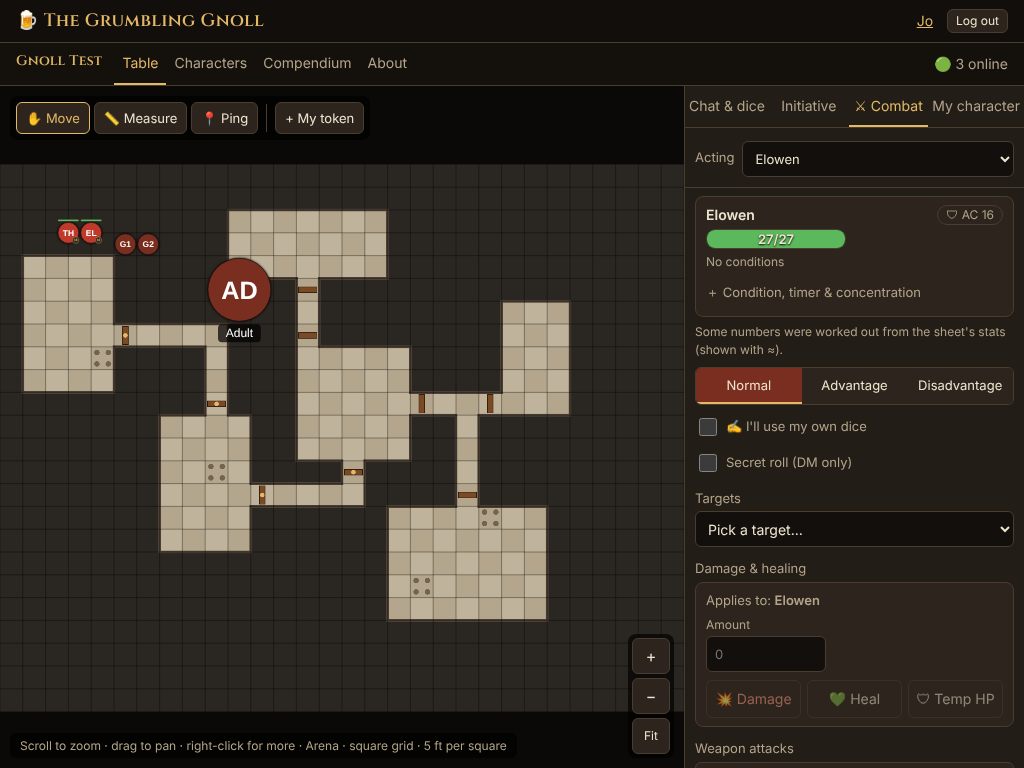 🍺 The Grumbling Gnoll
Jo
Log out
Gnoll Test
Table
Characters
Compendium
About
🟢 3 online
✋ Move
📏 Measure
📍 Ping
+ My token
Chat & dice
Initiative
⚔ Combat
My character
Acting
Elowen
Elowen
🛡 AC 16
27/27
No conditions
+ Condition, timer & concentration
Some numbers were worked out from the sheet's stats
(shown with ≈).
Normal
Advantage
Disadvantage
✍ I'll use my own dice
Secret roll (DM only)
Targets
Pick a target...
Damage & healing
Applies to: Elowen
Amount
0
💥 Damage
💚 Heal
🛡 Temp HP
Weapon attacks
TH
EL
G1
G2
AD
Adult
+
−
Fit
Scroll to zoom · drag to pan · right-click for more · Arena · square grid · 5 ft per square